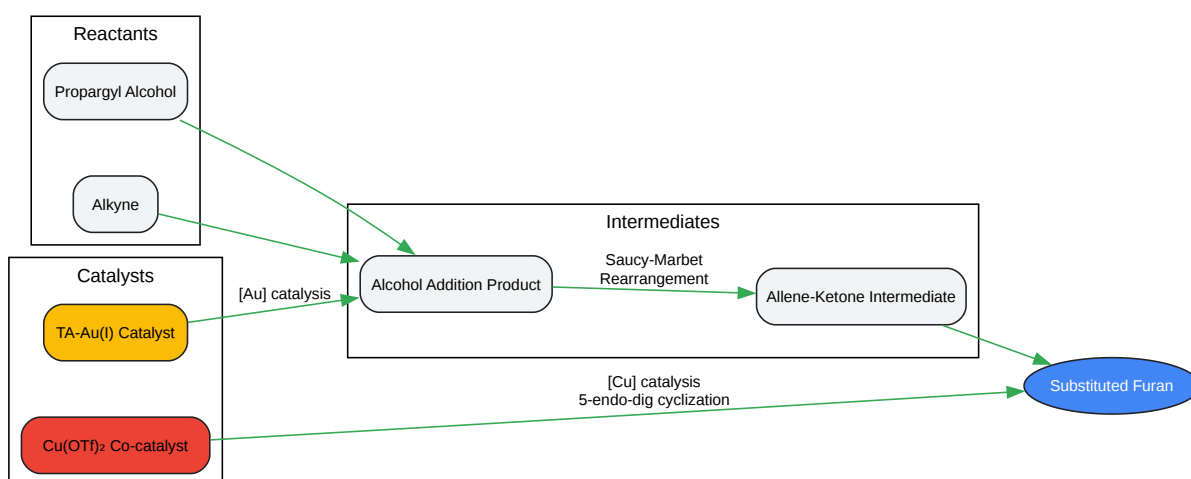 Reactants
Propargyl Alcohol
Alkyne
Catalysts
TA-Au(I) Catalyst
Cu(OTf)₂ Co-catalyst
[Au] catalysis
Intermediates
Alcohol Addition Product
Saucy-Marbet
Rearrangement
Allene-Ketone Intermediate
[Cu] catalysis
5-endo-dig cyclization
Substituted Furan